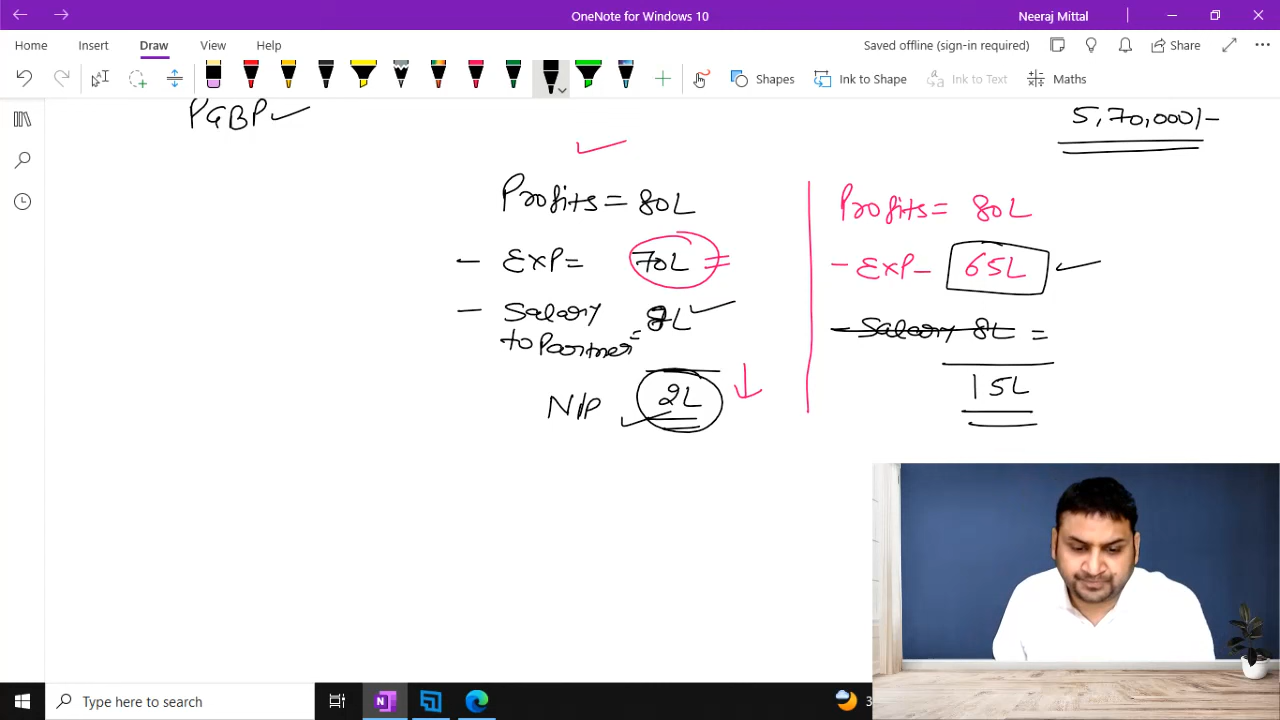 OneNote for Windows 10
Neeraj Mittal
Home Insert Draw View Help
Saved offline (sign-in required)
Share
Shapes
Ink to Shape
Ink to Text
Maths
PGBP
5,70,000/-
Profits = 80L
- Exp = 70L =
- Salary to Partner =
N/P 2L
Profits = 80L
- Exp - 65L
- Salary 8L =
15L
Type here to search
3